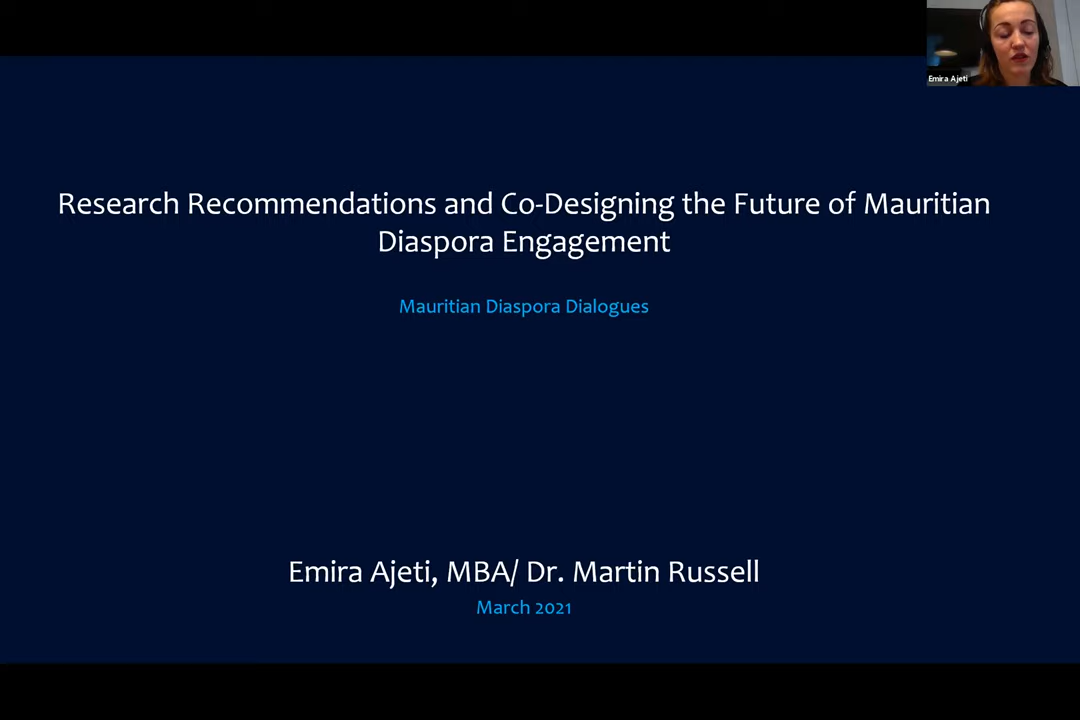 Emira Ajeti
Research Recommendations and Co-Designing the Future of Mauritian
Diaspora Engagement
Mauritian Diaspora Dialogues
Emira Ajeti, MBA/ Dr. Martin Russell
March 2021